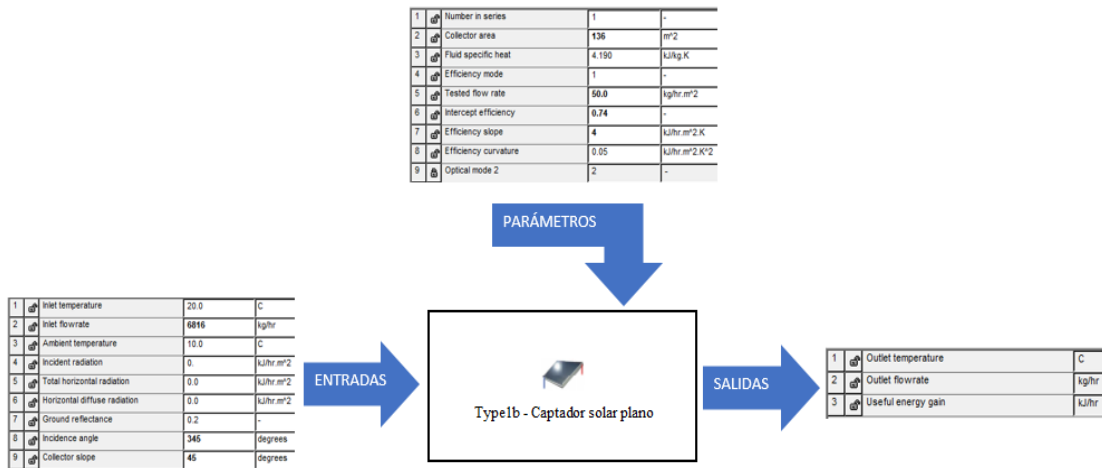 1 Number in series 1 -
2 Collector area 136 m^2
3 Fluid specific heat 4.190 kJ/kg.K
4 Efficiency mode 1 -
5 Tested flow rate 50.0 kg/hr.m^2
6 Intercept efficiency 0.74 -
7 Efficiency slope 4 kJ/hr.m^2.K
8 Efficiency curvature 0.05 kJ/hr.m^2.K^2
9 Optical mode 2 2 -
PARÁMETROS
1 Inlet temperature 20.0 C
2 Inlet flowrate 6816 kg/hr
3 Ambient temperature 10.0 C
4 Incident radiation 0. kJ/hr.m^2
5 Total horizontal radiation 0.0 kJ/hr.m^2
6 Horizontal diffuse radiation 0.0 kJ/hr.m^2
7 Ground reflectance 0.2 -
8 Incidence angle 345 degrees
9 Collector slope 45 degrees
ENTRADAS
Type1b - Captador solar plano
SALIDAS
1 Outlet temperature C
2 Outlet flowrate kg/hr
3 Useful energy gain kJ/hr